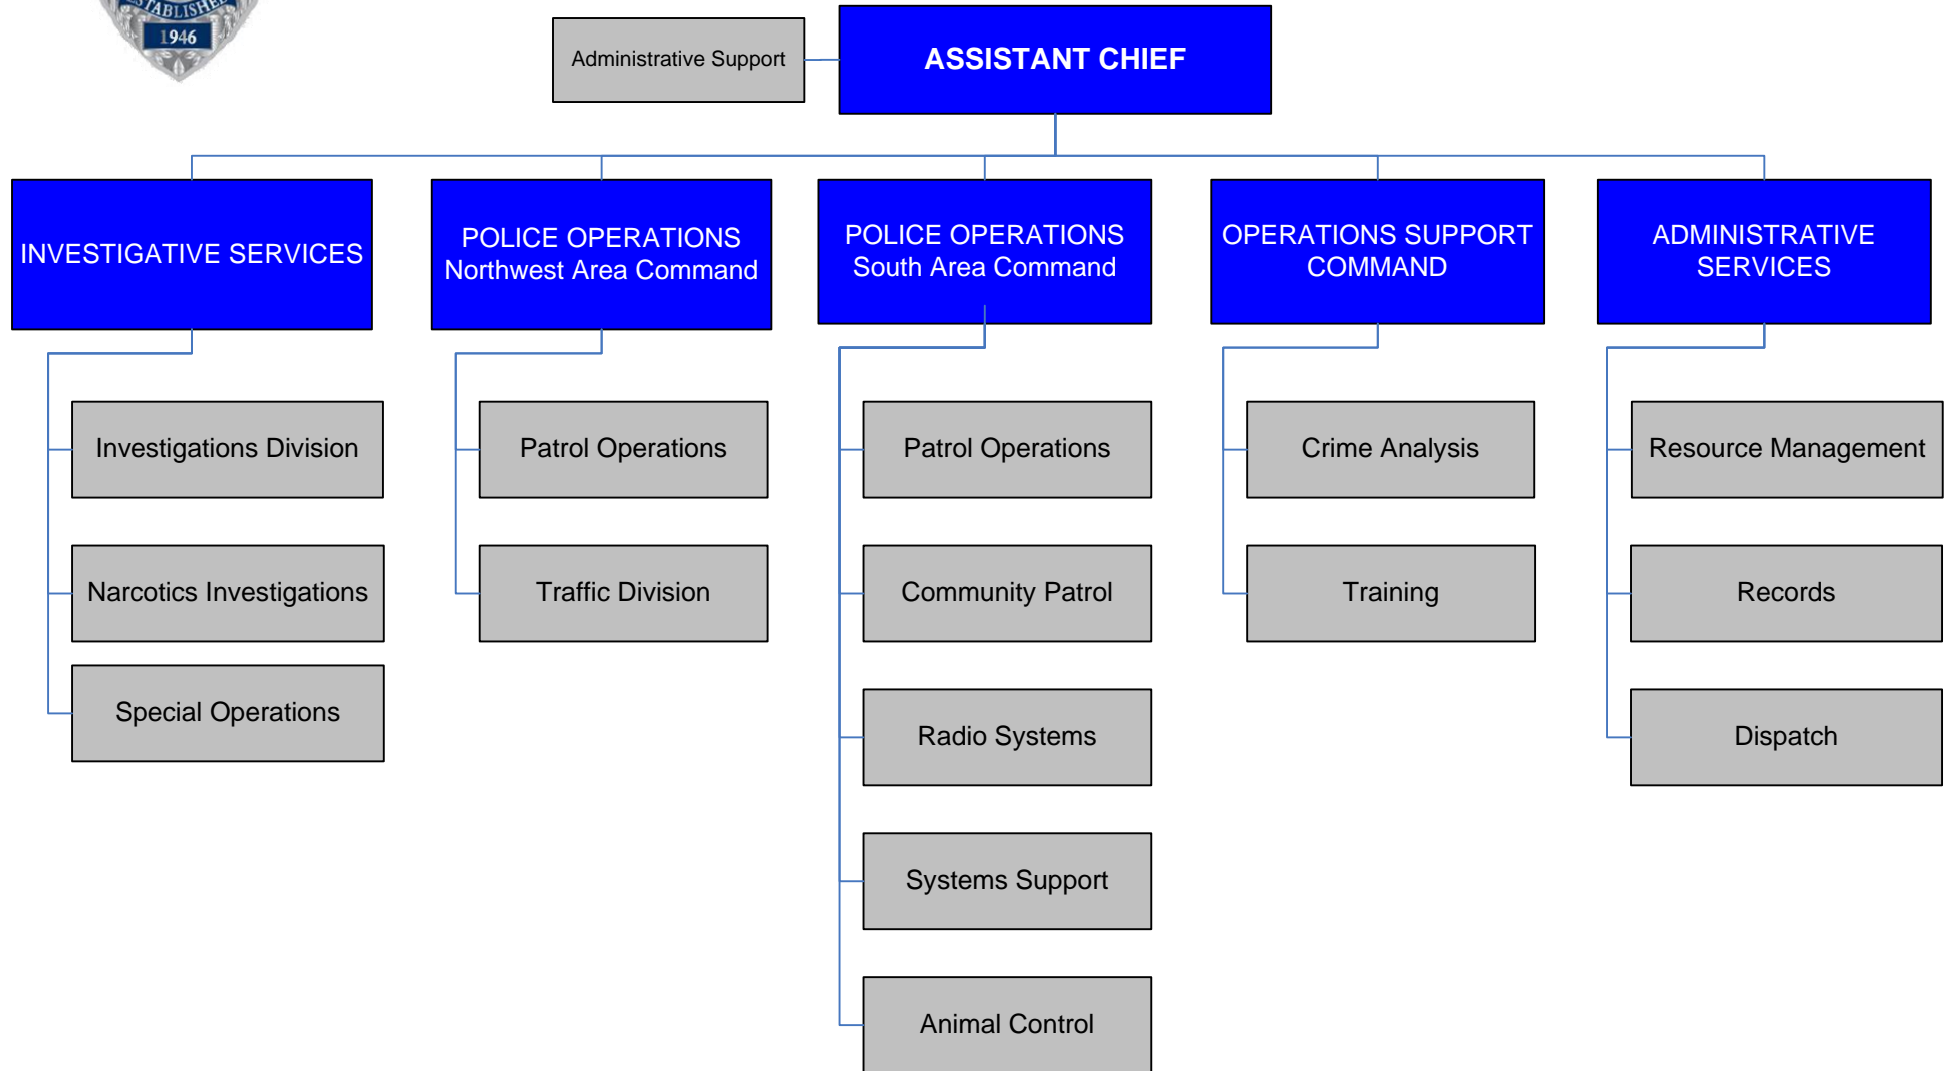 ESTABLISHED
1946
Administrative Support
ASSISTANT CHIEF
INVESTIGATIVE SERVICES
POLICE OPERATIONS
Northwest Area Command
POLICE OPERATIONS
South Area Command
OPERATIONS SUPPORT
COMMAND
ADMINISTRATIVE
SERVICES
Investigations Division
Patrol Operations
Patrol Operations
Crime Analysis
Resource Management
Narcotics Investigations
Traffic Division
Community Patrol
Training
Records
Special Operations
Radio Systems
Dispatch
Systems Support
Animal Control